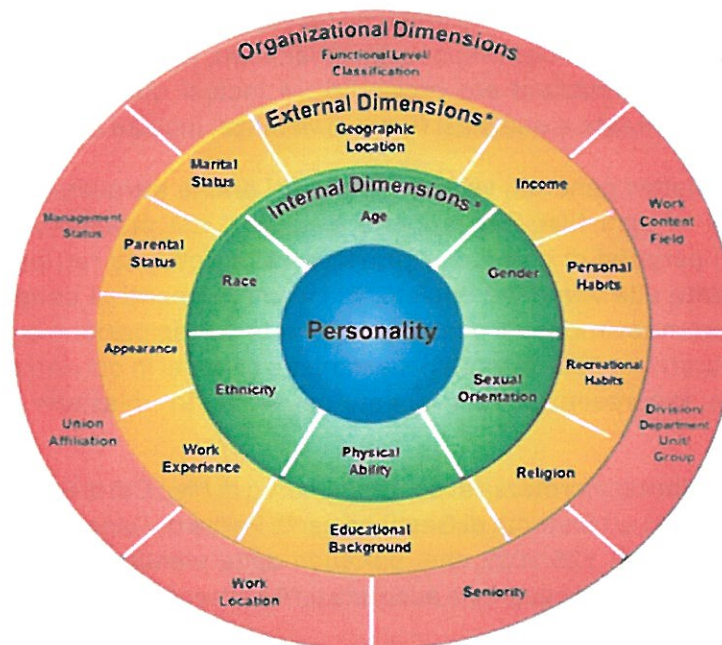 Organizational Dimensions
Functional Level/
Classification
External Dimensions*
Geographic
Location
Marital
Status
Income
Internal Dimensions*
Age
Management
Status
Work
Content
Field
Parental
Status
Race
Gender
Personal
Habits
Personality
Appearance
Recreational
Habits
Ethnicity
Sexual
Orientation
Union
Affiliation
Division/
Department
Unit/
Group
Work
Experience
Physical
Ability
Religion
Educational
Background
Work
Location
Seniority